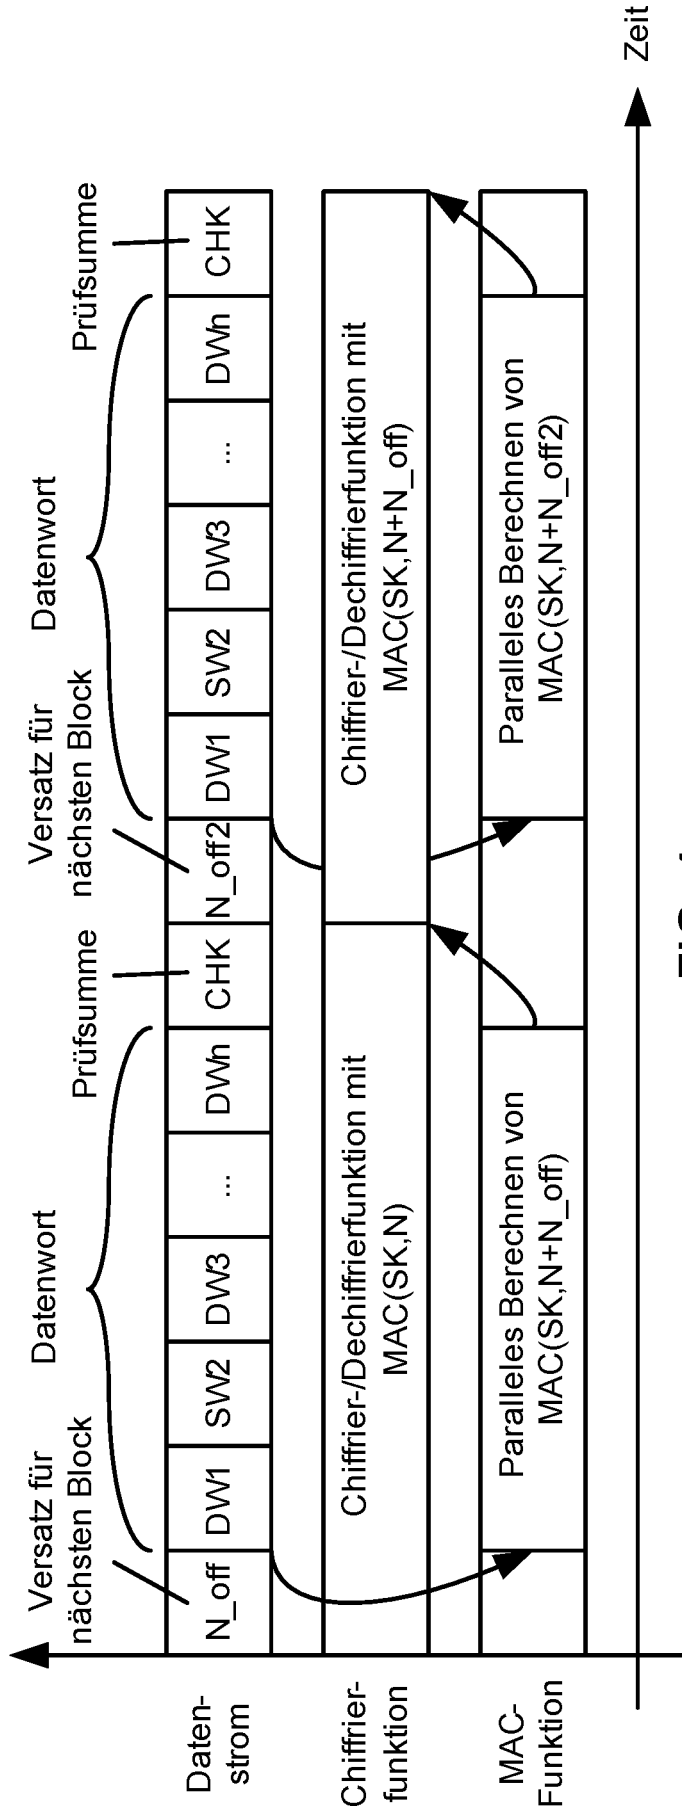 Versatz für
nächsten Block
Datenwort
Prüfsumme
Versatz für
nächsten Block
Datenwort
Prüfsumme
Daten-
strom
N_off
DW1
SW2
DW3
...
DWn
CHK
N_off2
DW1
SW2
DW3
...
DWn
CHK
Chiffrier-
funktion
Chiffrier-/Dechiffrierfunktion mit
MAC(SK,N)
Chiffrier-/Dechiffrierfunktion mit
MAC(SK,N+N_off)
MAC-
Funktion
Paralleles Berechnen von
MAC(SK,N+N_off)
Paralleles Berechnen von
MAC(SK,N+N_off2)
Zeit